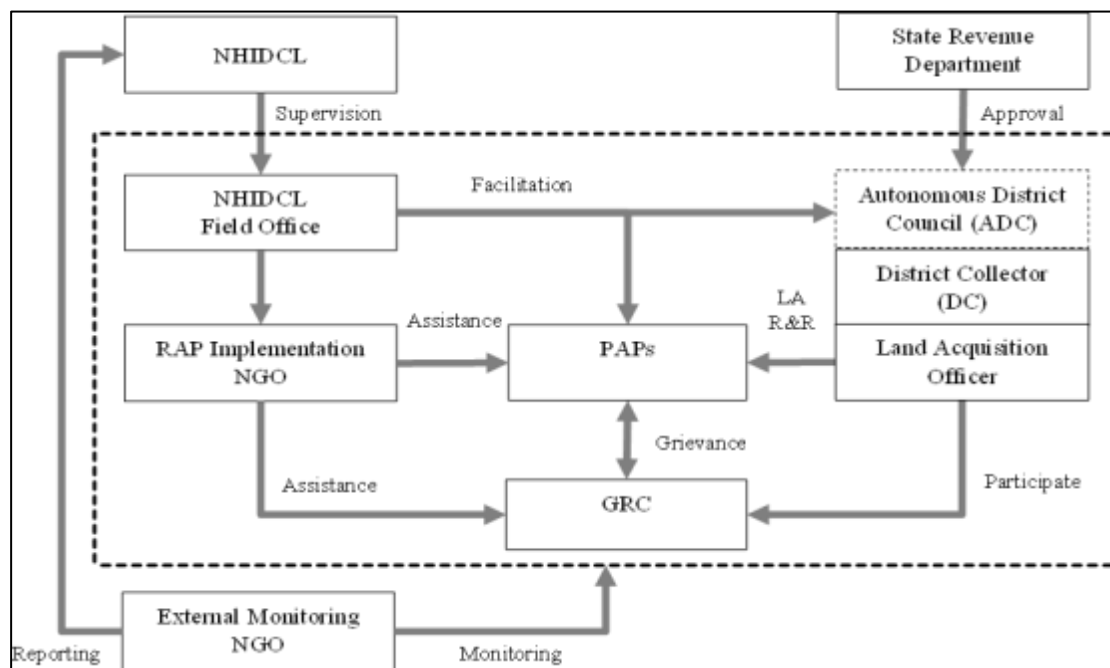 NHIDCL
State Revenue
Department
Supervision
Approval
NHIDCL
Field Office
Facilitation
Autonomous District
Council (ADC)
District Collector
(DC)
LA
R&R
RAP Implementation
NGO
Assistance
PAPs
Land Acquisition
Officer
Grievance
Assistance
GRC
Participate
External Monitoring
NGO
Reporting
Monitoring